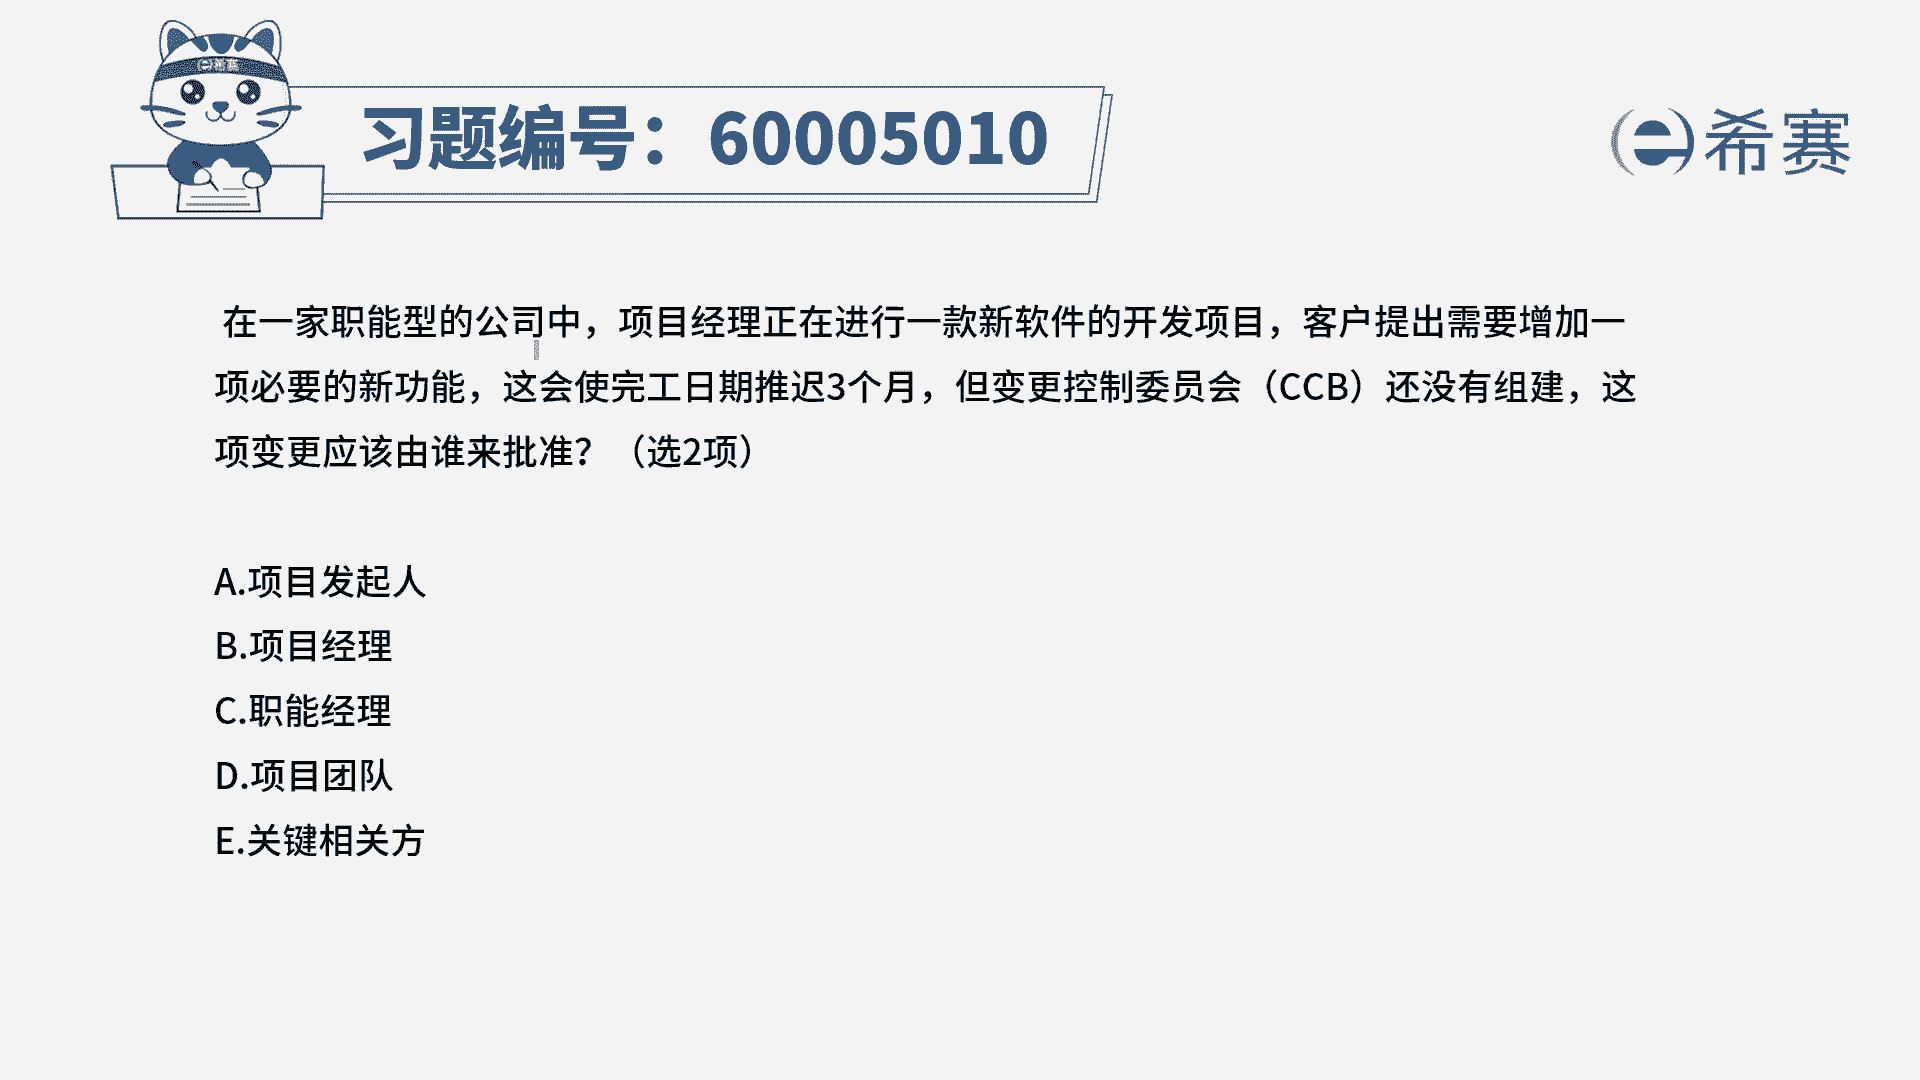 希赛
习题编号：60005010
希赛
在一家职能型的公司中，项目经理正在进行一款新软件的开发项目，客户提出需要增加一
项必要的新功能，这会使完工日期推迟3个月，但变更控制委员会（CCB）还没有组建，这
项变更应该由谁来批准？（选2项）
A.项目发起人
B.项目经理
C.职能经理
D.项目团队
E.关键相关方